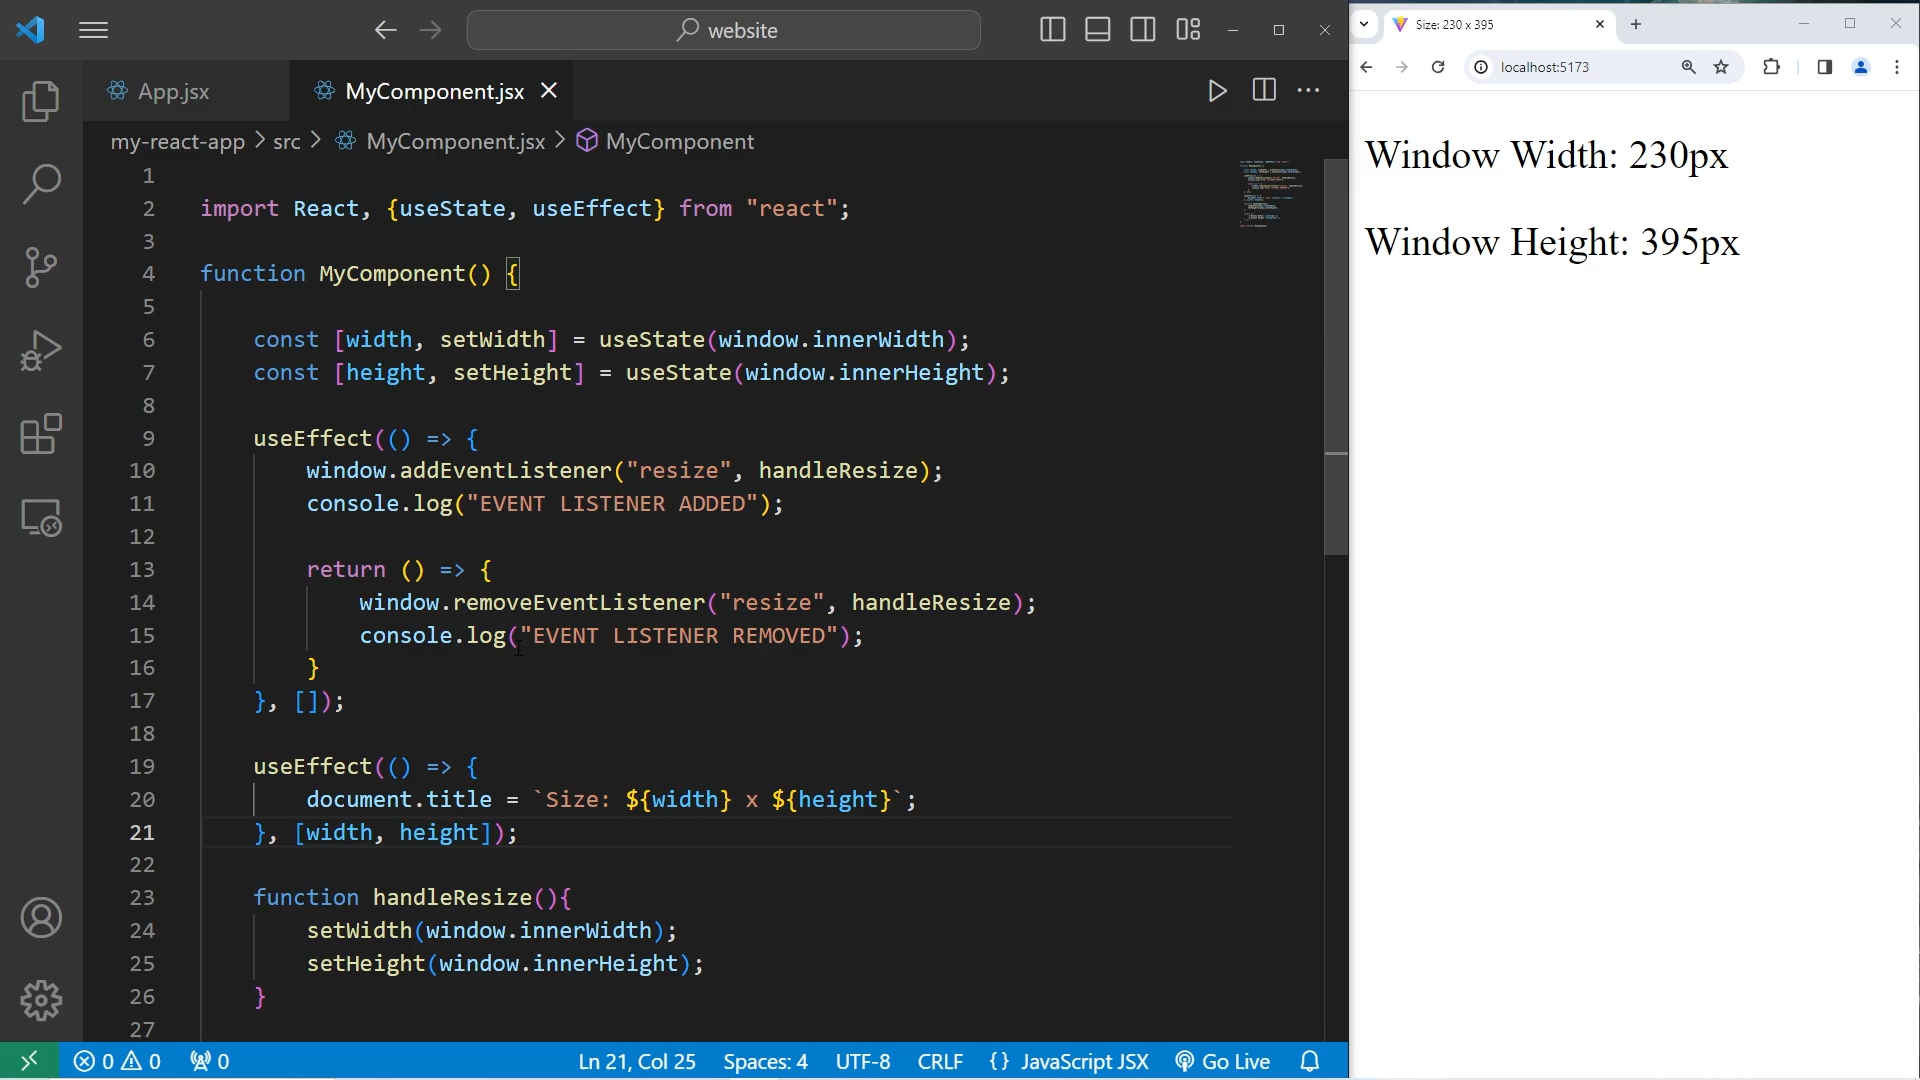 website
App.jsx
MyComponent.jsx
my-react-app > src > MyComponent.jsx > MyComponent
1
2 import React, {useState, useEffect} from "react";
3
4 function MyComponent() {
5
6 const [width, setWidth] = useState(window.innerWidth);
7 const [height, setHeight] = useState(window.innerHeight);
8
9 useEffect(() => {
10 window.addEventListener("resize", handleResize);
11 console.log("EVENT LISTENER ADDED");
12
13 return () => {
14 window.removeEventListener("resize", handleResize);
15 console.log("EVENT LISTENER REMOVED");
16 }
17 }, []);
18
19 useEffect(() => {
20 document.title = `Size: ${width} x ${height}`;
21 }, [width, height]);
22
23 function handleResize(){
24 setWidth(window.innerWidth);
25 setHeight(window.innerHeight);
26 }
27
0 0 0 Ln 21, Col 25 Spaces: 4 UTF-8 CRLF {} JavaScript JSX Go Live
Size: 230 x 395
localhost:5173
Window Width: 230px
Window Height: 395px